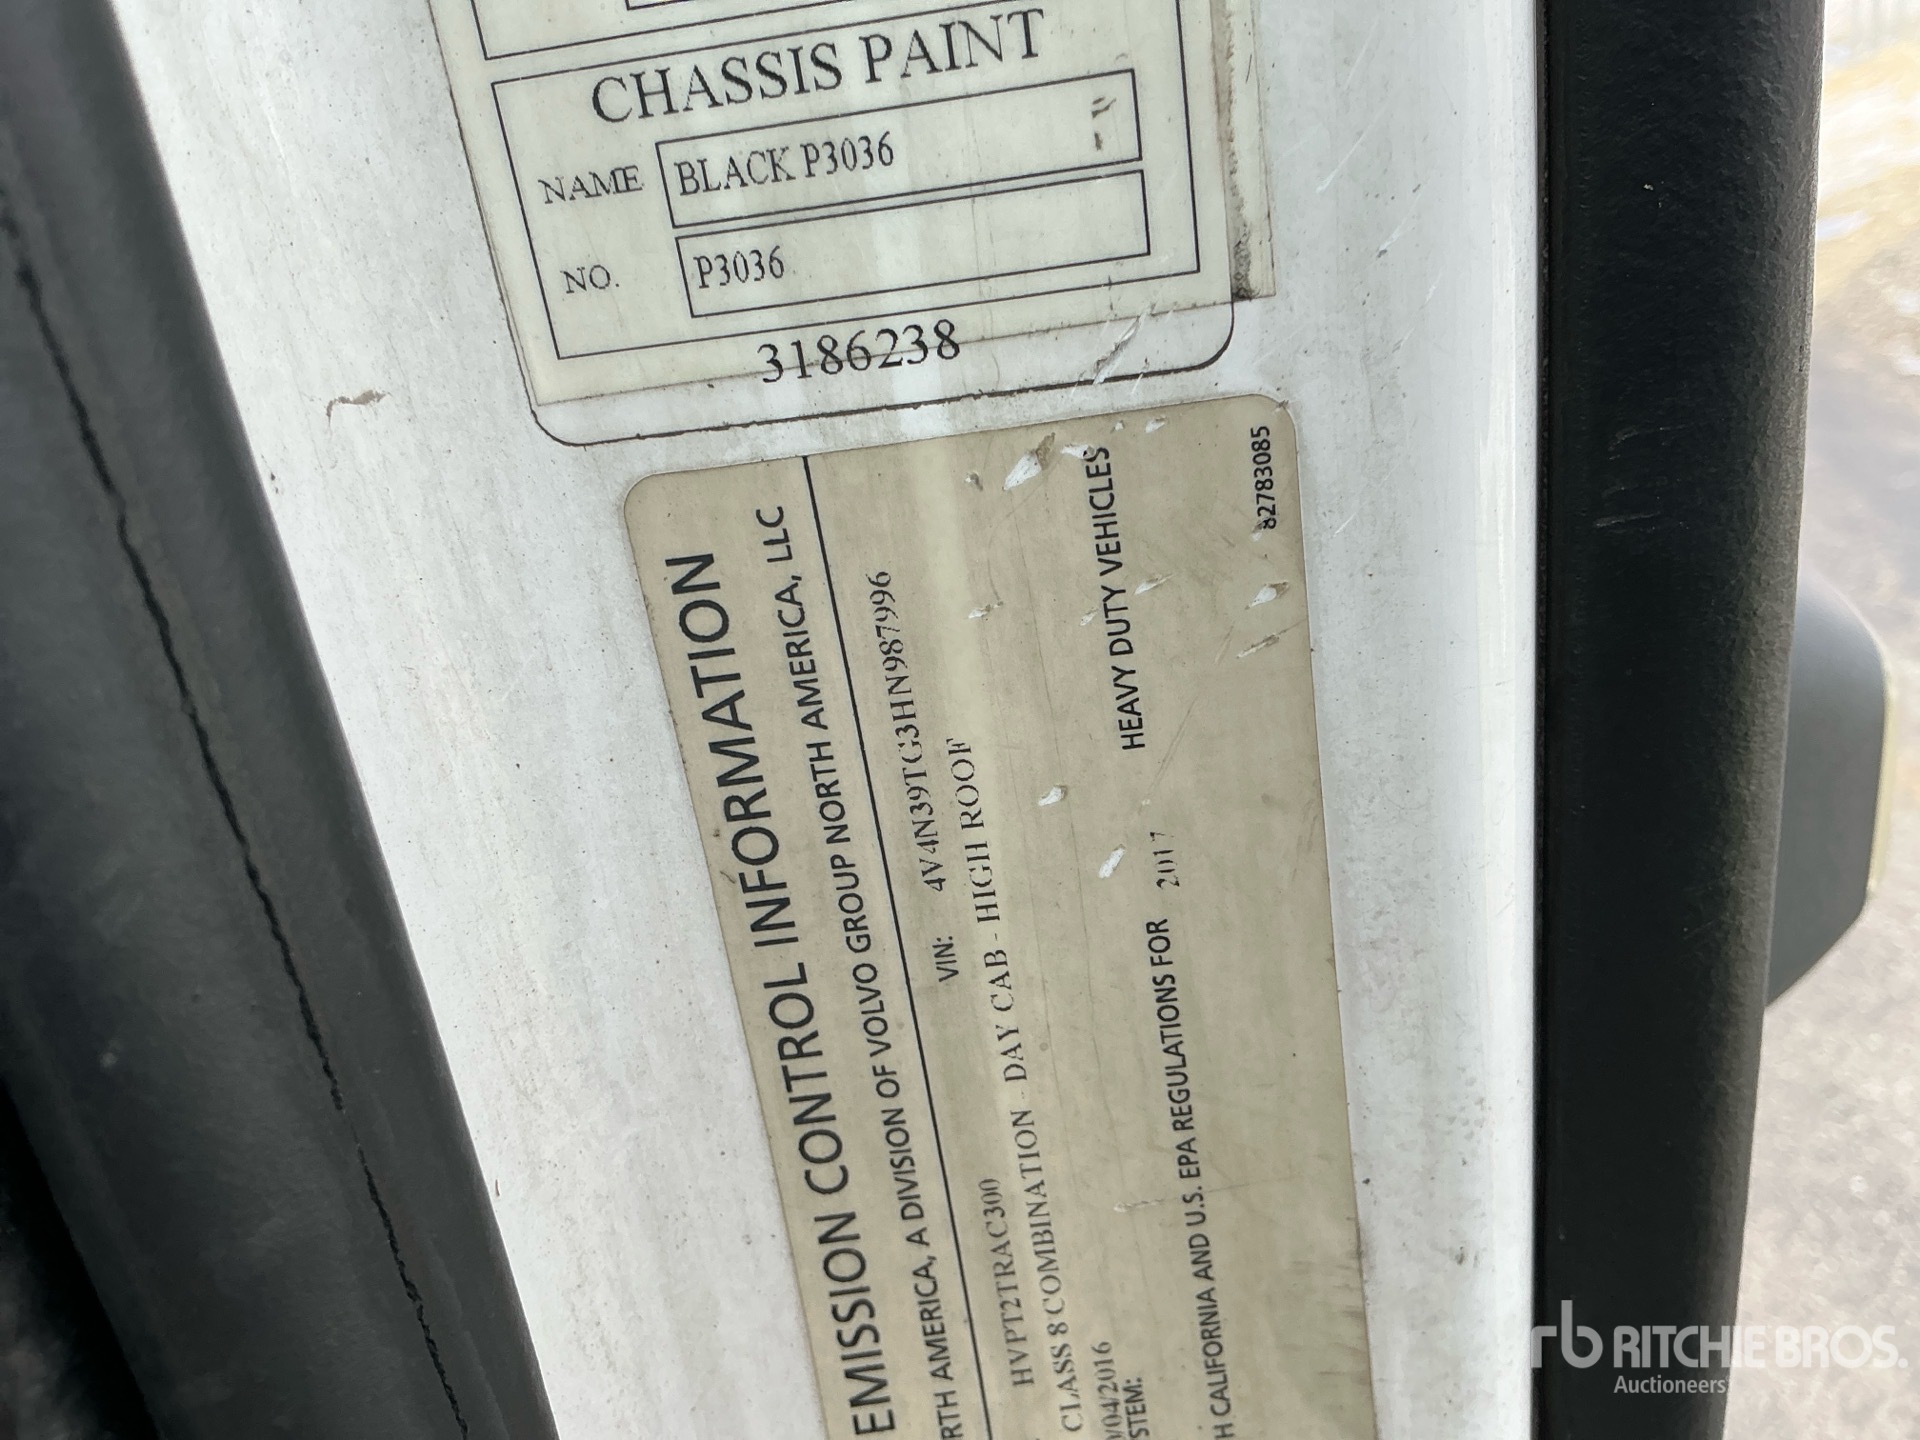 CHASSIS PAINT
NAME BLACK P3036
NO. P3036
3186238
EMISSION CONTROL INFORMATION
RTH AMERICA, A DIVISION OF VOLVO GROUP NORTH AMERICA, LLC
VIN: 4V4N39TG3HN987996
HVPT2TRAC300
CLASS 8 COMBINATION - DAY CAB - HIGH ROOF
/04/2016
STEM:
HEAVY DUTY VEHICLES
H CALIFORNIA AND U.S. EPA REGULATIONS FOR 2017
82783085
rb RITCHIE BROS.
Auctioneers